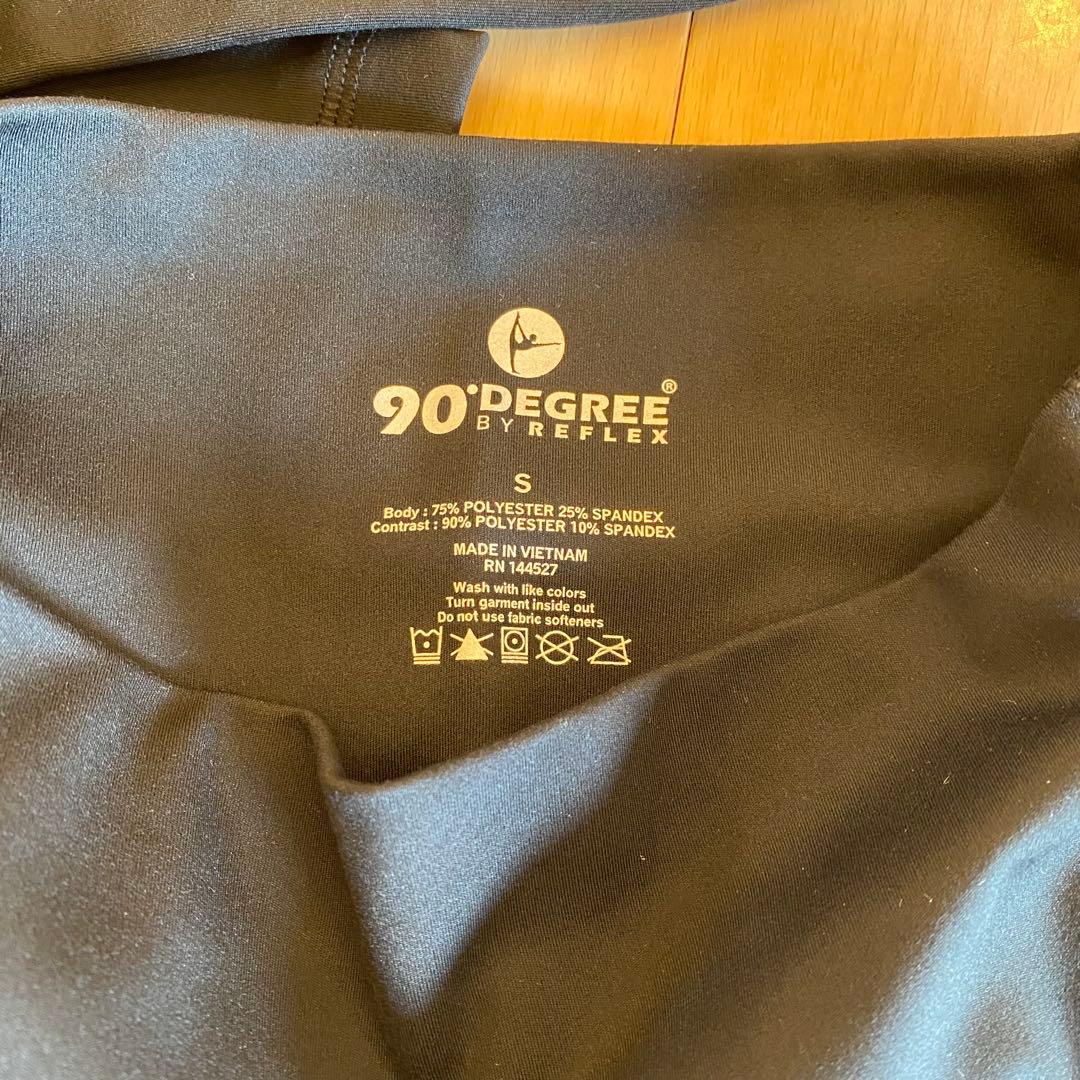 90°DEGREE®
BY REFLEX
S
Body : 75% POLYESTER 25% SPANDEX
Contrast : 90% POLYESTER 10% SPANDEX
MADE IN VIETNAM
RN 144527
Wash with like colors
Turn garment inside out
Do not use fabric softeners